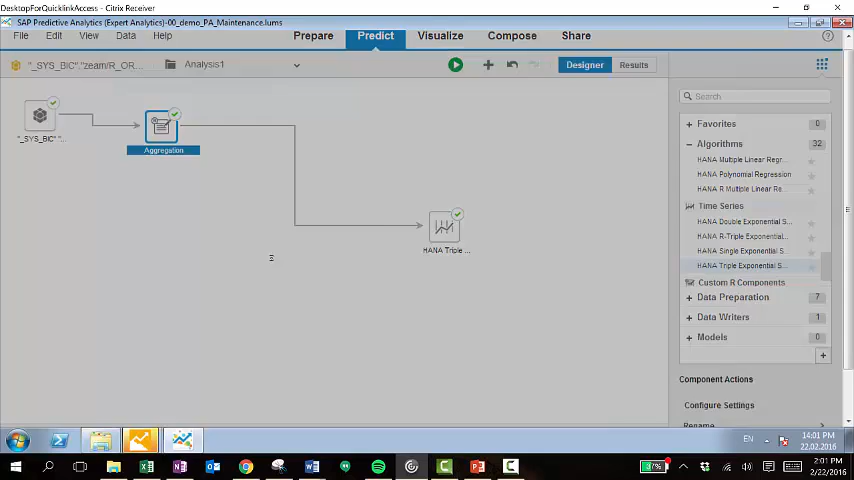 DesktopForQuicklinkAccess - Citrix Receiver
SAP Predictive Analytics (Expert Analytics)-00_demo_PA_Maintenance.lums
File Edit View Data Help
Prepare Predict Visualize Compose Share
"_SYS_BIC"."zeam/R_OR... Analysis1
Designer Results
"_SYS_BIC" "...
Aggregation
HANA Triple ...
Search
Favorites 0
Algorithms 32
HANA Multiple Linear Regr...
HANA Polynomial Regression
HANA R Multiple Linear Re...
Time Series
HANA Double Exponential S...
HANA R-Triple Exponential...
HANA Single Exponential S...
HANA Triple Exponential S...
Custom R Components
Data Preparation 7
Data Writers 1
Models 0
Component Actions
Configure Settings
Rename
EN
14:01 PM
22.02.2016
37%
2:01 PM
2/22/2016